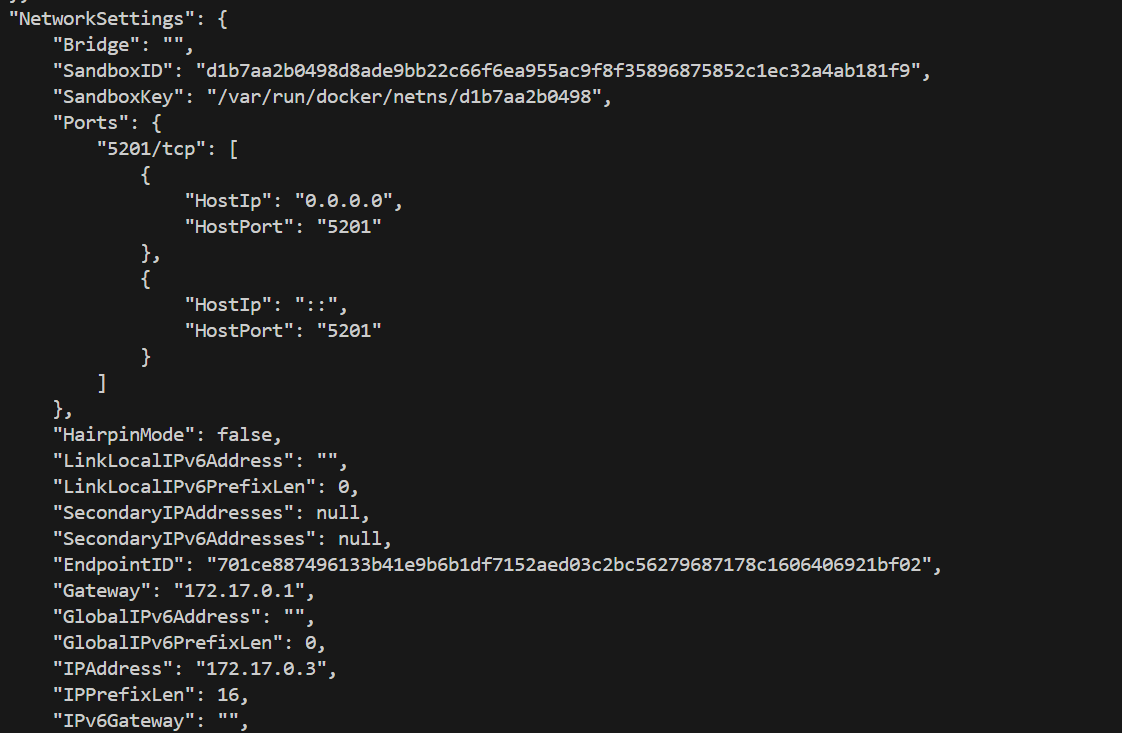 "NetworkSettings": {
"Bridge": "",
"SandboxID": "d1b7aa2b0498d8ade9bb22c66f6ea955ac9f8f35896875852c1ec32a4ab181f9",
"SandboxKey": "/var/run/docker/netns/d1b7aa2b0498",
"Ports": {
"5201/tcp": [
{
"HostIp": "0.0.0.0",
"HostPort": "5201"
},
{
"HostIp": "::",
"HostPort": "5201"
}
]
},
"HairpinMode": false,
"LinkLocalIPv6Address": "",
"LinkLocalIPv6PrefixLen": 0,
"SecondaryIPAddresses": null,
"SecondaryIPv6Addresses": null,
"EndpointID": "701ce887496133b41e9b6b1df7152aed03c2bc56279687178c1606406921bf02",
"Gateway": "172.17.0.1",
"GlobalIPv6Address": "",
"GlobalIPv6PrefixLen": 0,
"IPAddress": "172.17.0.3",
"IPPrefixLen": 16,
"IPv6Gateway": "",